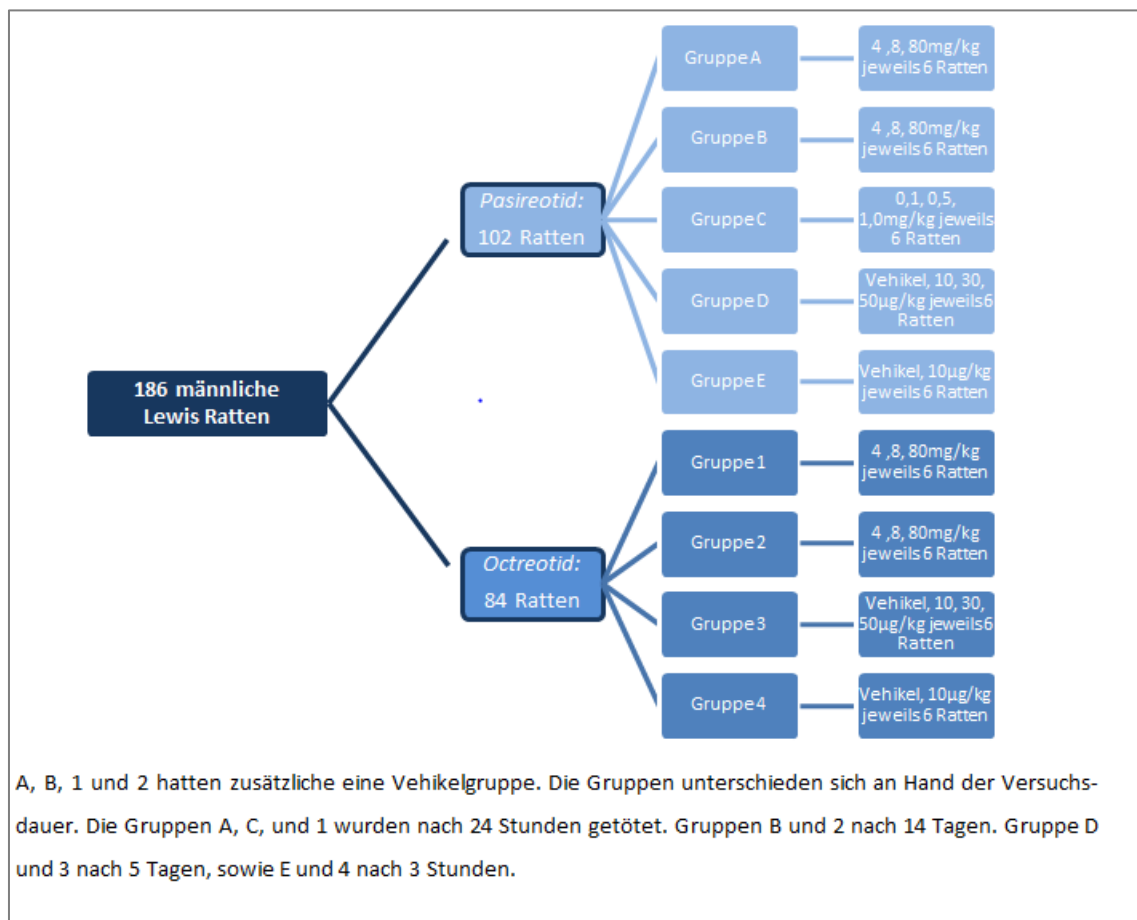 186 männliche
Lewis Ratten
Pasireotid:
102 Ratten
Gruppe A
4 ,8, 80mg/kg
jeweils 6 Ratten
Gruppe B
4 ,8, 80mg/kg
jeweils 6 Ratten
Gruppe C
0,1, 0,5,
1,0mg/kg jeweils
6 Ratten
Gruppe D
Vehikel, 10, 30,
50µg/kg jeweils6
Ratten
Gruppe E
Vehikel, 10µg/kg
jeweils 6 Ratten
Octreotid:
84 Ratten
Gruppe 1
4 ,8, 80mg/kg
jeweils 6 Ratten
Gruppe 2
4 ,8, 80mg/kg
jeweils 6 Ratten
Gruppe 3
Vehikel, 10, 30,
50µg/kg jeweils6
Ratten
Gruppe 4
Vehikel, 10µg/kg
jeweils 6 Ratten
A, B, 1 und 2 hatten zusätzliche eine Vehikelgruppe. Die Gruppen unterschieden sich an Hand der Versuchs-
dauer. Die Gruppen A, C, und 1 wurden nach 24 Stunden getötet. Gruppen B und 2 nach 14 Tagen. Gruppe D
und 3 nach 5 Tagen, sowie E und 4 nach 3 Stunden.